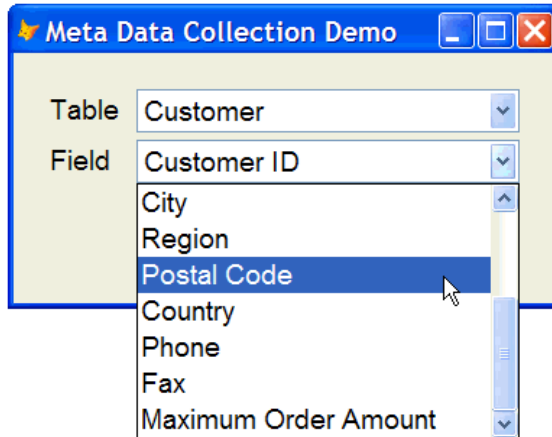 Meta Data Collection Demo
Table Customer
Field Customer ID
City
Region
Postal Code
Country
Phone
Fax
Maximum Order Amount